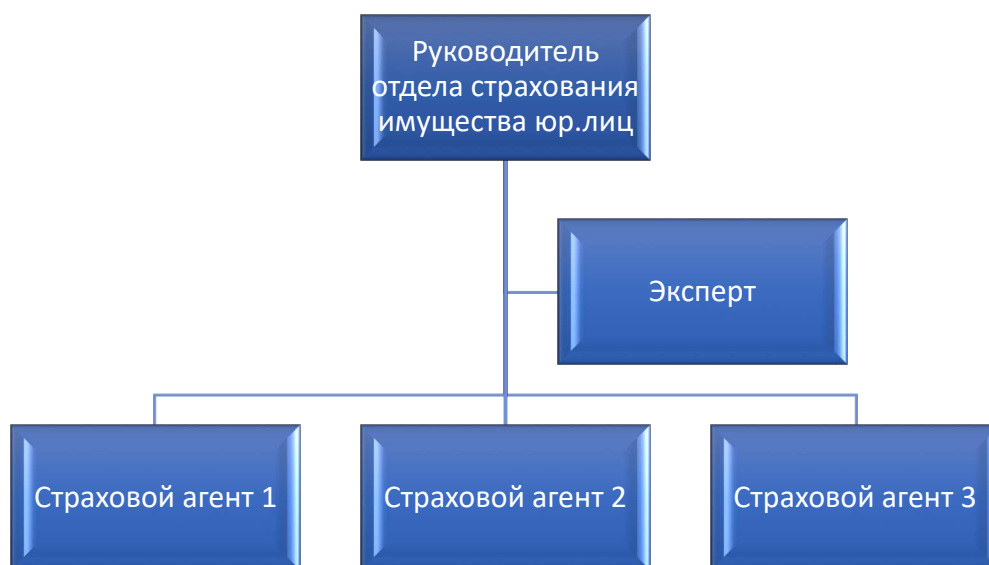 Руководитель
отдела страхования
имущества юр.лиц
Эксперт
Страховой агент 1
Страховой агент 2
Страховой агент 3